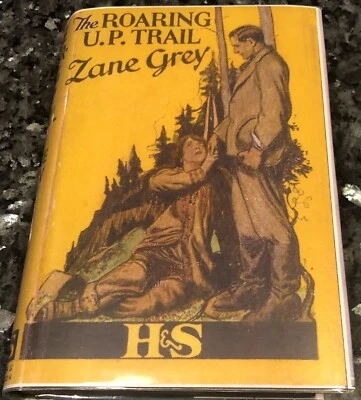 The ROARING
U.P. TRAIL
Zane Grey
H&S